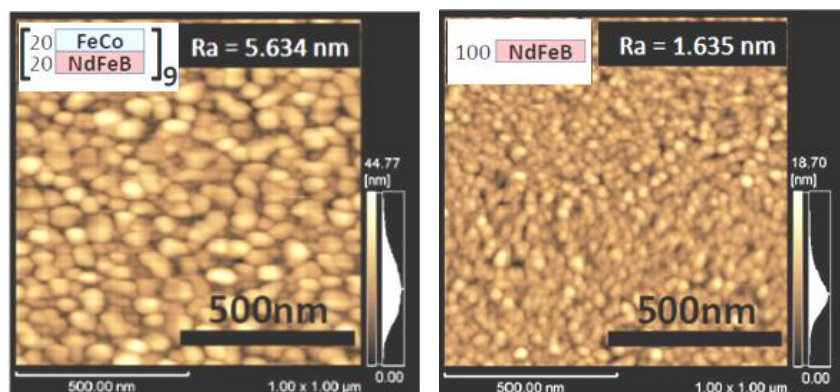 20 FeCo
20 NdFeB
9
Ra = 5.634 nm
44.77
[nm]
500nm
0.00
500.00 nm
1.00 x 1.00 µm
100 NdFeB
Ra = 1.635 nm
18.70
[nm]
500nm
0.00
500.00 nm
1.00 x 1.00 µm